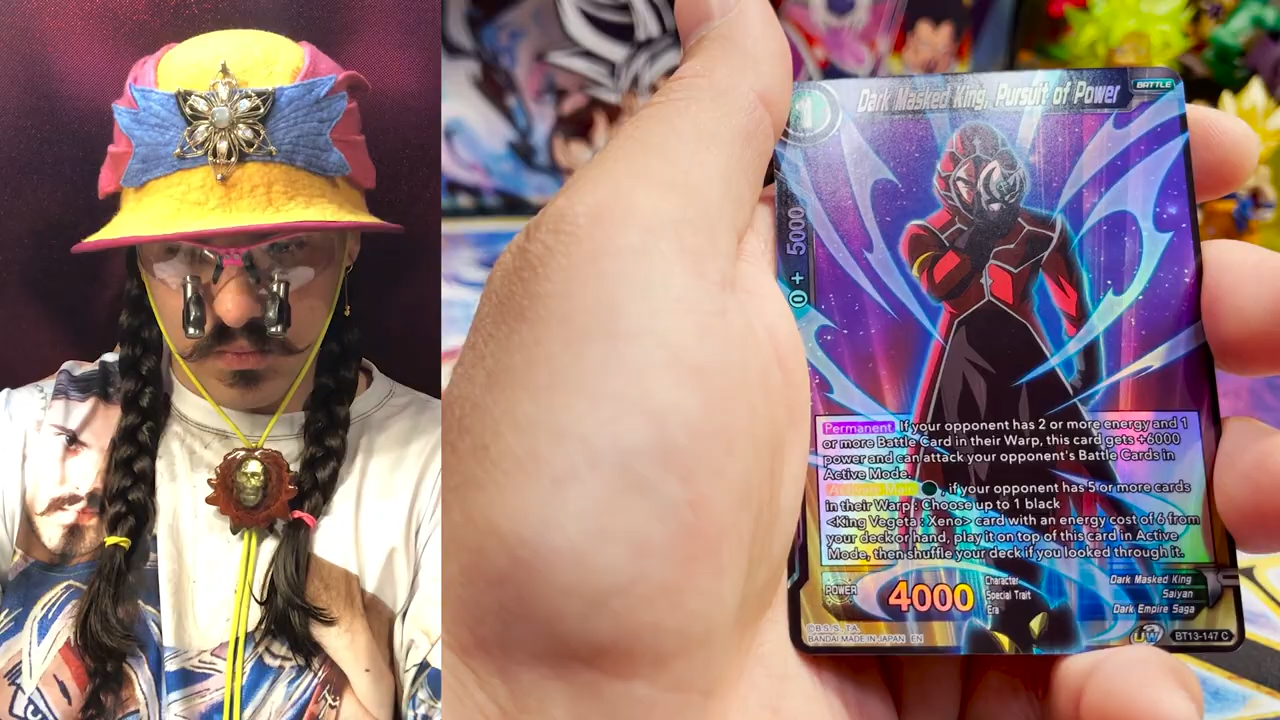 1
Dark Masked King, Pursuit of Power
BATTLE
0 + 5000
Permanent If your opponent has 2 or more energy and 1
or more Battle Card in their Warp, this card gets +6000
power and can attack your opponent's Battle Cards in
Active Mode.
Activate Main , if your opponent has 5 or more cards
in their Warp : Choose up to 1 black
<King Vegeta : Xeno> card with an energy cost of 6 from
your deck or hand, play it on top of this card in Active
Mode, then shuffle your deck if you looked through it.
POWER
4000
Character Dark Masked King
Special Trait Saiyan
Era Dark Empire Saga
©B.S./S., T.A.
BANDAI MADE IN JAPAN EN
UW
BT13-147 C